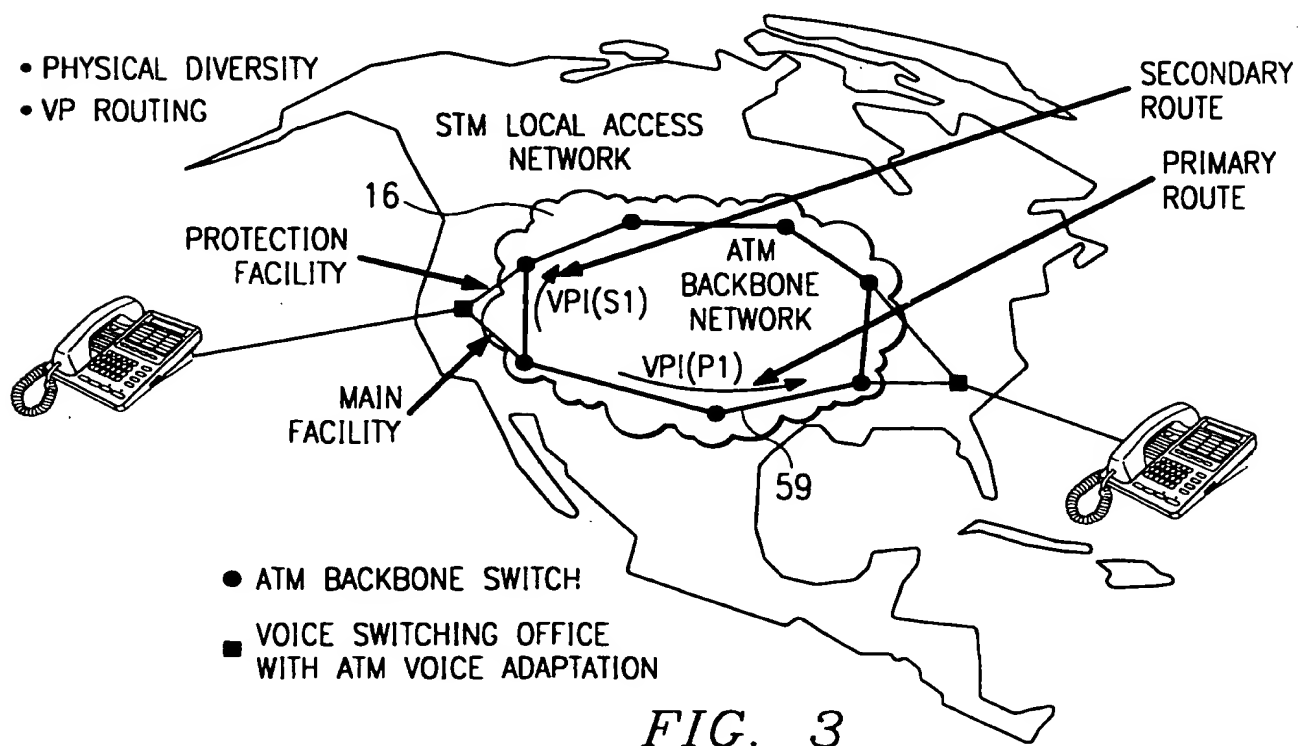 • PHYSICAL DIVERSITY
• VP ROUTING
STM LOCAL ACCESS
NETWORK
SECONDARY
ROUTE
PRIMARY
ROUTE
16
PROTECTION
FACILITY
ATM
BACKBONE
NETWORK
VPI(S1)
VPI(P1)
MAIN
FACILITY
59
● ATM BACKBONE SWITCH
■ VOICE SWITCHING OFFICE
WITH ATM VOICE ADAPTATION
FIG. 3